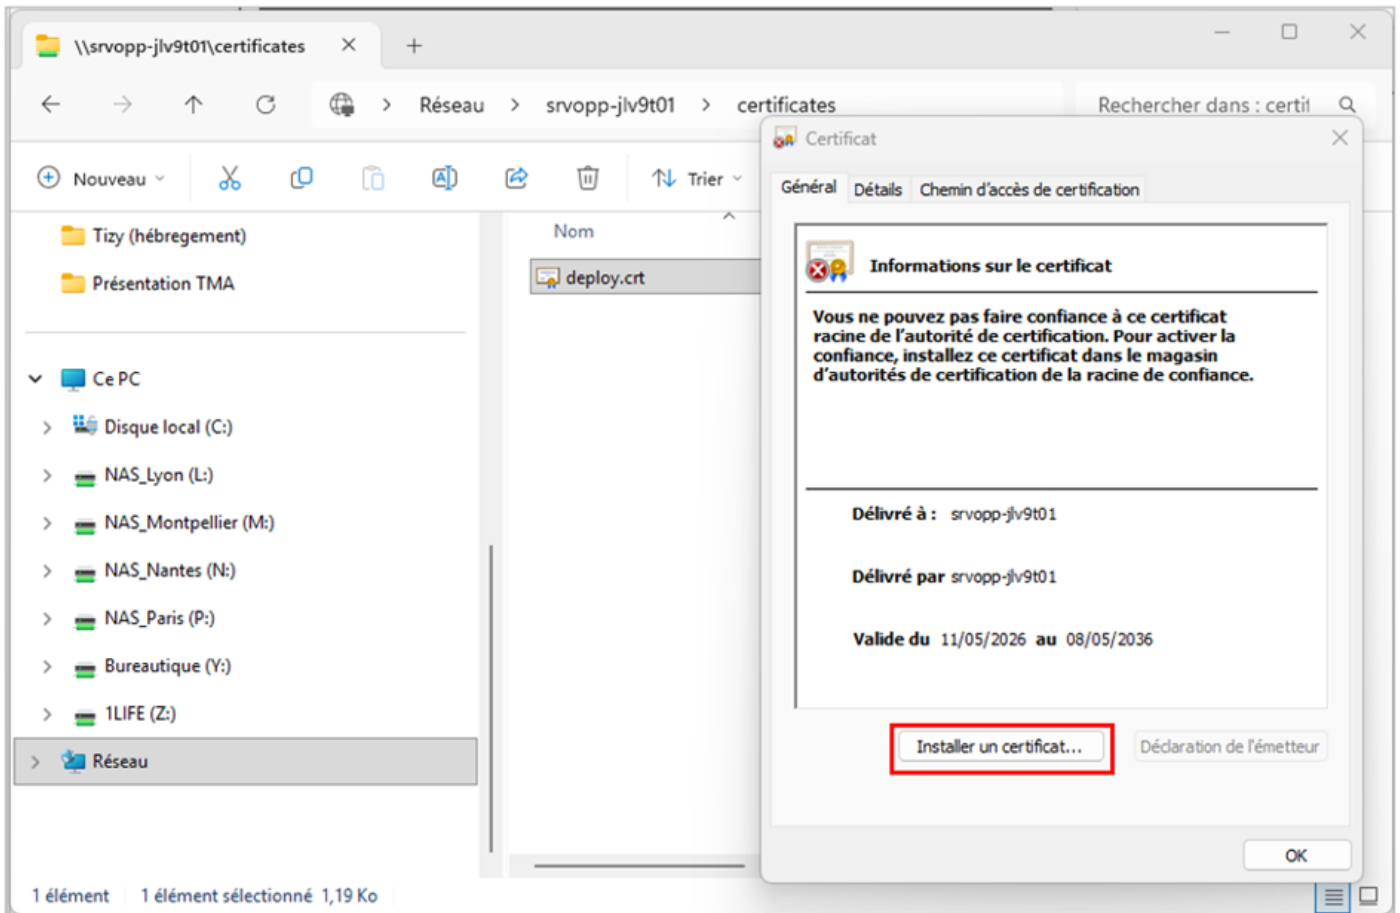 \\srvopp-jlv9t01\certificates
Réseau > srvopp-jlv9t01 > certificates
Rechercher dans : certif
Nouveau
Trier
Tizy (hébregement)
Présentation TMA
Ce PC
Disque local (C:)
NAS_Lyon (L:)
NAS_Montpellier (M:)
NAS_Nantes (N:)
NAS_Paris (P:)
Bureautique (Y:)
1LIFE (Z:)
Réseau
Nom
deploy.crt
1 élément
1 élément sélectionné 1,19 Ko
Certificat
Général Détails Chemin d'accès de certification
Informations sur le certificat
Vous ne pouvez pas faire confiance à ce certificat
racine de l'autorité de certification. Pour activer la
confiance, installez ce certificat dans le magasin
d'autorités de certification de la racine de confiance.
Délivré à : srvopp-jlv9t01
Délivré par srvopp-jlv9t01
Valide du 11/05/2026 au 08/05/2036
Installer un certificat...
Déclaration de l'émetteur
OK